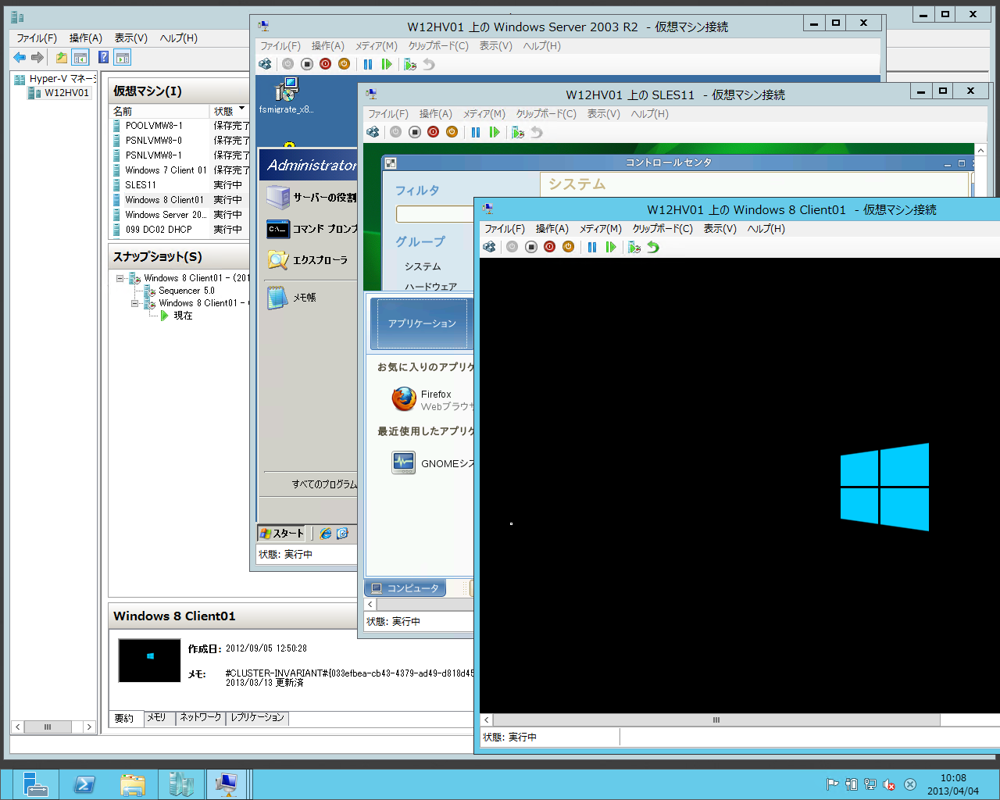 ファイル(F) 操作(A) 表示(V) ヘルプ(H)
Hyper-V マネージ
W12HV01
仮想マシン(I)
名前 状態
POOLVMW8-1 保存完了
PSNLVMW8-0 保存完了
PSNLVMW8-1 保存完了
Windows 7 Client 01 保存完了
SLES11 実行中
Windows 8 Client01 実行中
Windows Server 20... 実行中
099 DC02 DHCP 実行中
スナップショット(S)
Windows 8 Client01 - (201
Sequencer 5.0
Windows 8 Client01 -
現在
Windows 8 Client01
作成日: 2012/09/05 12:50:28
メモ: #CLUSTER-INVARIANT#{033efbea-cb43-4379-ad49-d818d45
2013/03/13 更新済
要約 メモリ ネットワーク レプリケーション
W12HV01 上の Windows Server 2003 R2 - 仮想マシン接続
ファイル(F) 操作(A) メディア(M) クリップボード(C) 表示(V) ヘルプ(H)
fsmigrate_x8...
Administrator
サーバーの役割
コマンド プロンプ
エクスプローラ
メモ帳
すべてのプログラム
スタート
状態: 実行中
W12HV01 上の SLES11 - 仮想マシン接続
ファイル(F) 操作(A) メディア(M) クリップボード(C) 表示(V) ヘルプ(H)
コントロールセンタ
フィルタ
システム
グループ
システム
ハードウェア
アプリケーション
お気に入りのアプリケ
Firefox
Webブラウサ
最近使用したアプリケ
GNOMEシス
コンピュータ
状態: 実行中
W12HV01 上の Windows 8 Client01 - 仮想マシン接続
ファイル(F) 操作(A) メディア(M) クリップボード(C) 表示(V) ヘルプ(H)
状態: 実行中
10:08
2013/04/04